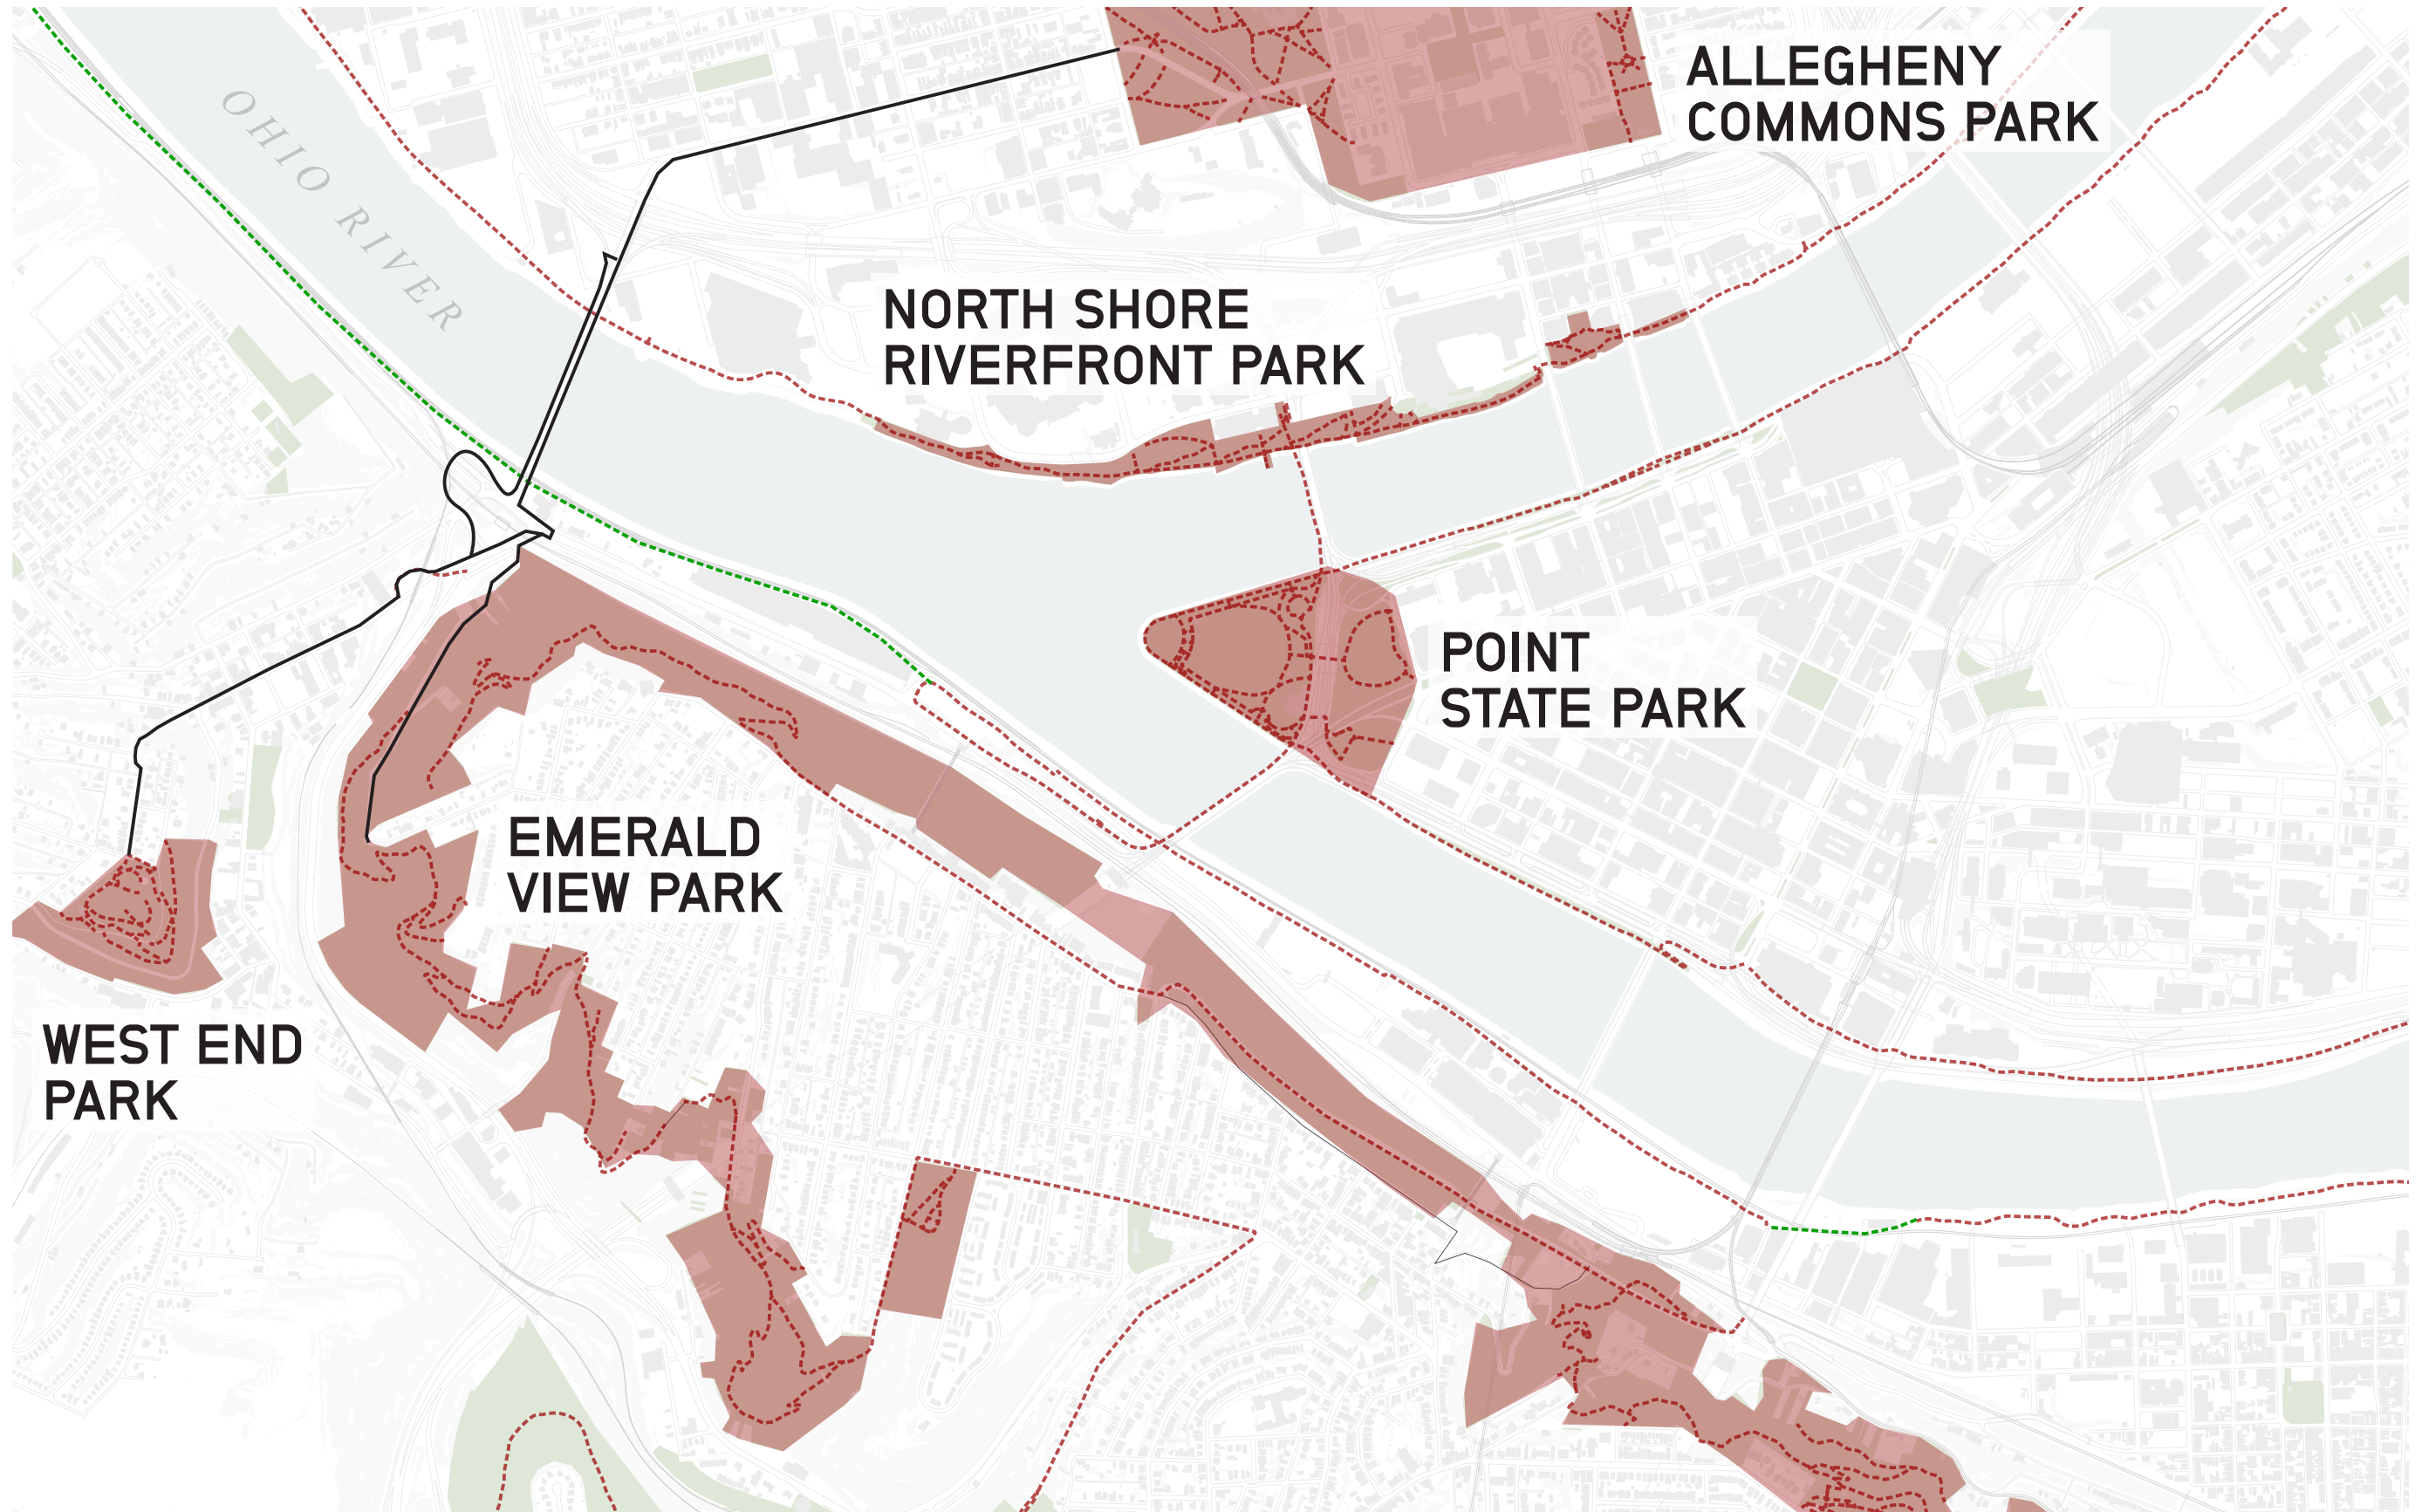 ALLEGHENY
COMMONS PARK
OHIO RIVER
NORTH SHORE
RIVERFRONT PARK
POINT
STATE PARK
EMERALD
VIEW PARK
WEST END
PARK